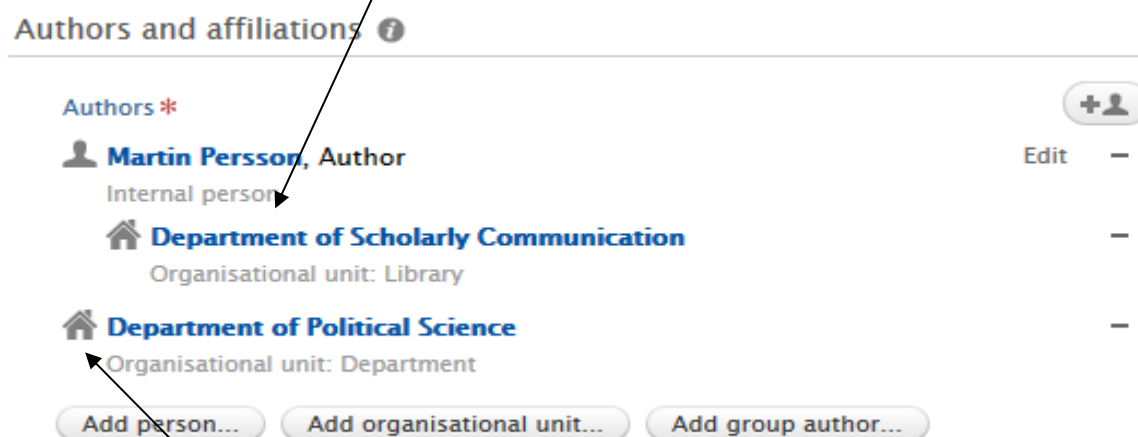 Authors and affiliations
Authors *
Martin Persson, Author Edit
Internal person
Department of Scholarly Communication
Organisational unit: Library
Department of Political Science
Organisational unit: Department
Add person... Add organisational unit... Add group author...